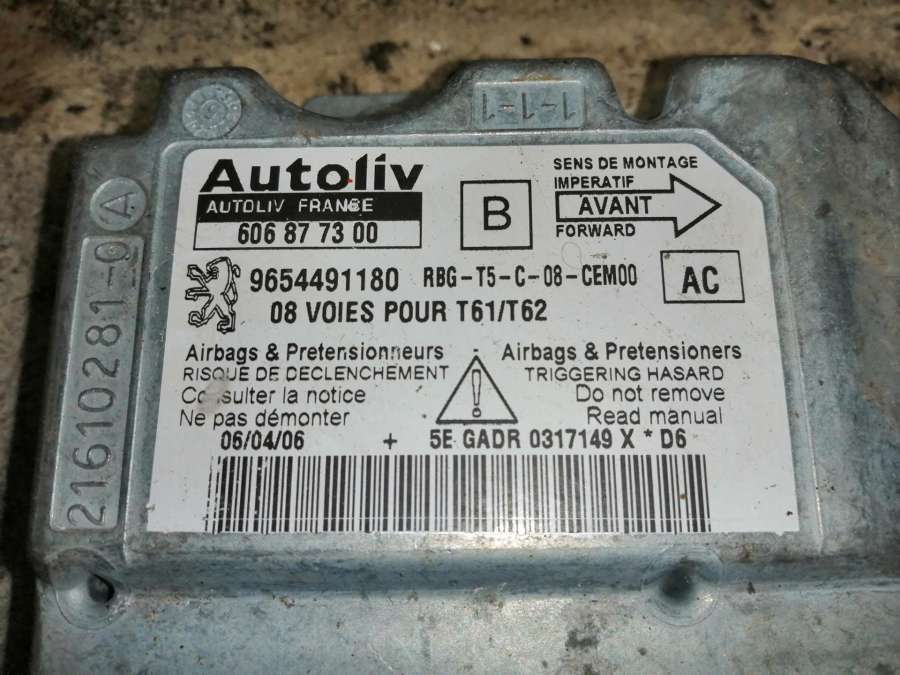 1-1-1
Autoliv
AUTOLIV FRANCE
606 87 73 00
B
SENS DE MONTAGE
IMPERATIF
AVANT
FORWARD
9654491180 RBG-T5-C-08-CEM00
AC
08 VOIES POUR T61/T62
Airbags & Pretensionneurs
RISQUE DE DECLENCHEMENT
Consulter la notice
Ne pas démonter
Airbags & Pretensioners
TRIGGERING HASARD
Do not remove
Read manual
06/04/06 + 5E GADR 0317149 X * D6
21610281-0 A